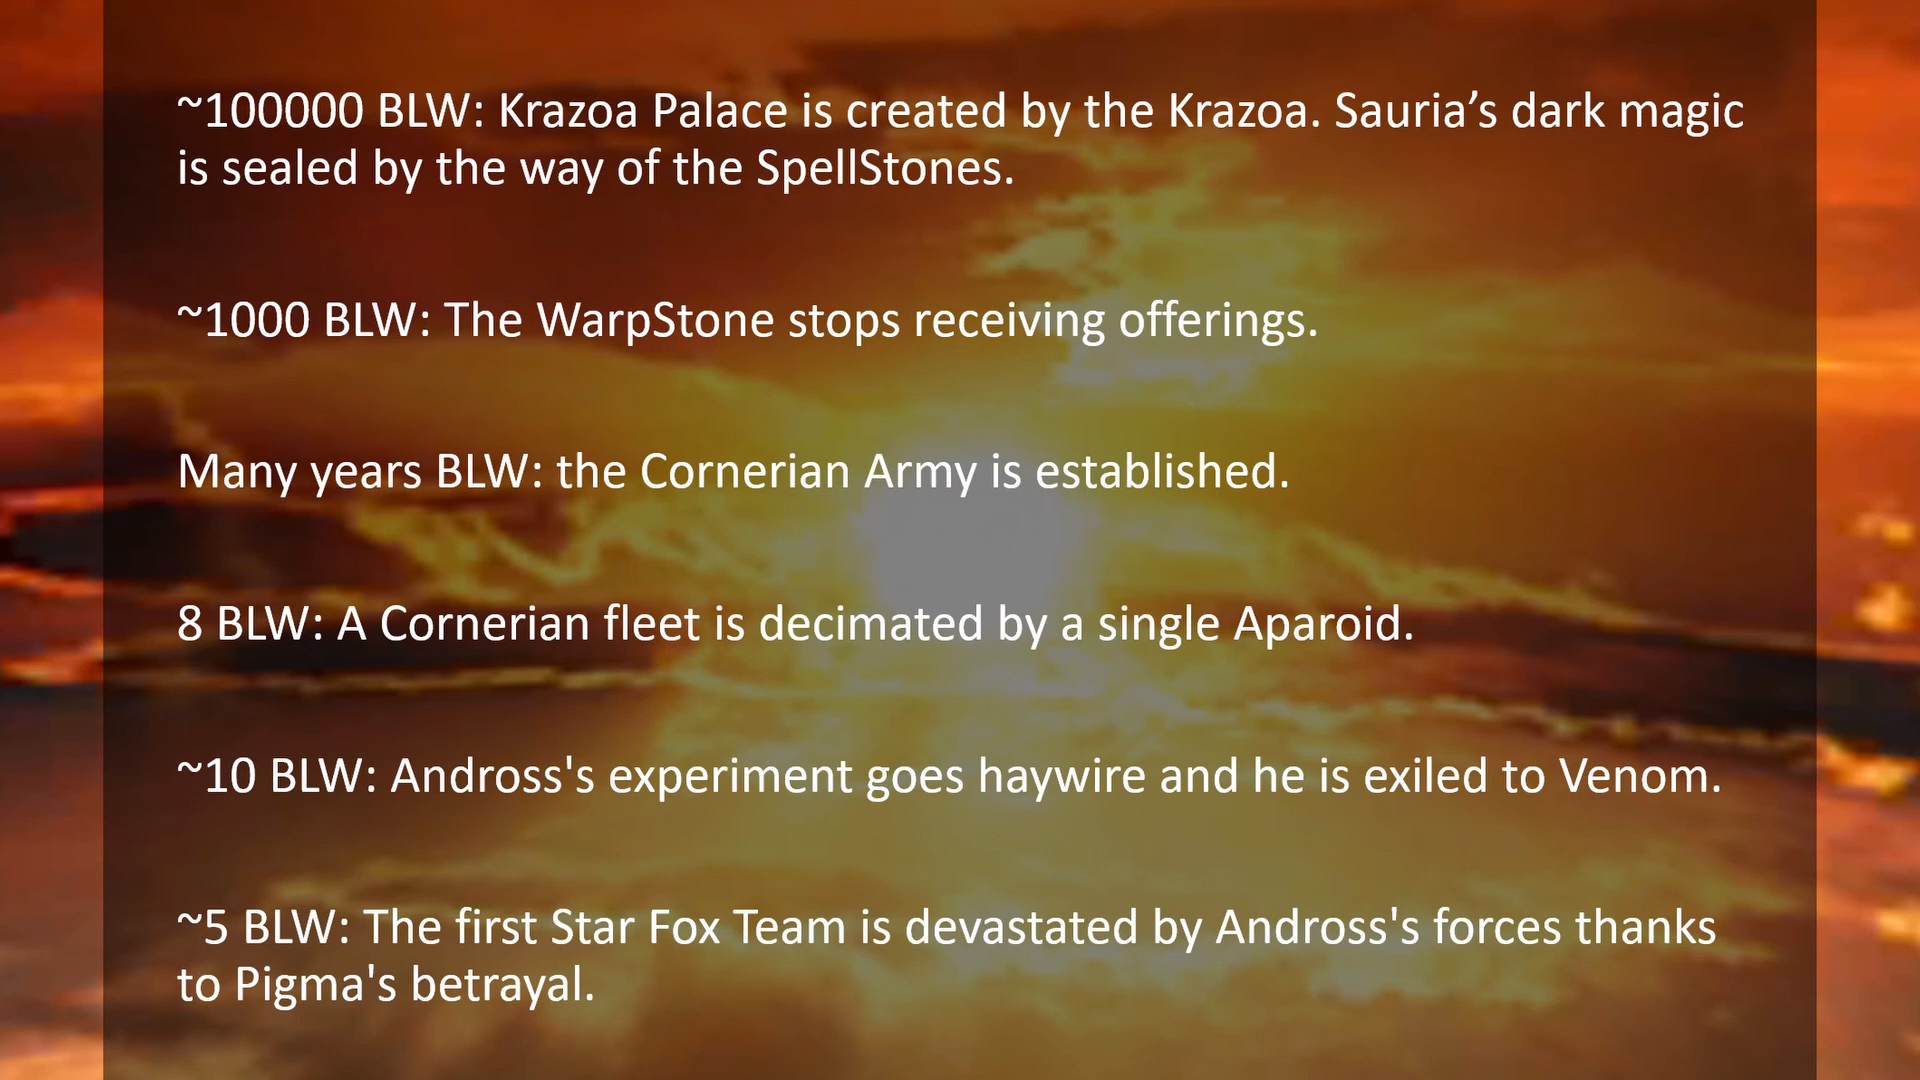 ~100000 BLW: Krazoa Palace is created by the Krazoa. Sauria’s dark magic
is sealed by the way of the SpellStones.
~1000 BLW: The WarpStone stops receiving offerings.
Many years BLW: the Cornerian Army is established.
8 BLW: A Cornerian fleet is decimated by a single Aparoid.
~10 BLW: Andross's experiment goes haywire and he is exiled to Venom.
~5 BLW: The first Star Fox Team is devastated by Andross's forces thanks
to Pigma's betrayal.